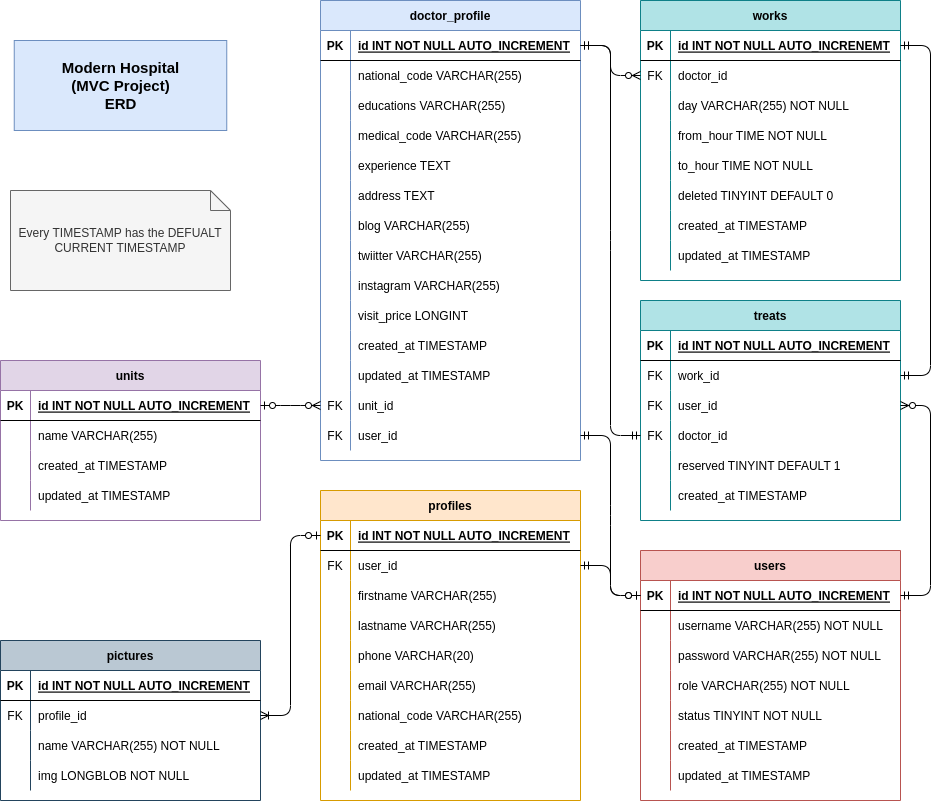 Modern Hospital
(MVC Project)
ERD
Every TIMESTAMP has the DEFUALT
CURRENT TIMESTAMP
doctor_profile
PK id INT NOT NULL AUTO_INCREMENT
national_code VARCHAR(255)
educations VARCHAR(255)
medical_code VARCHAR(255)
experience TEXT
address TEXT
blog VARCHAR(255)
twiitter VARCHAR(255)
instagram VARCHAR(255)
visit_price LONGINT
created_at TIMESTAMP
updated_at TIMESTAMP
FK unit_id
FK user_id
works
PK id INT NOT NULL AUTO_INCRENEMT
FK doctor_id
day VARCHAR(255) NOT NULL
from_hour TIME NOT NULL
to_hour TIME NOT NULL
deleted TINYINT DEFAULT 0
created_at TIMESTAMP
updated_at TIMESTAMP
treats
PK id INT NOT NULL AUTO_INCREMENT
FK work_id
FK user_id
FK doctor_id
reserved TINYINT DEFAULT 1
created_at TIMESTAMP
units
PK id INT NOT NULL AUTO_INCREMENT
name VARCHAR(255)
created_at TIMESTAMP
updated_at TIMESTAMP
profiles
PK id INT NOT NULL AUTO_INCREMENT
FK user_id
firstname VARCHAR(255)
lastname VARCHAR(255)
phone VARCHAR(20)
email VARCHAR(255)
national_code VARCHAR(255)
created_at TIMESTAMP
updated_at TIMESTAMP
users
PK id INT NOT NULL AUTO_INCREMENT
username VARCHAR(255) NOT NULL
password VARCHAR(255) NOT NULL
role VARCHAR(255) NOT NULL
status TINYINT NOT NULL
created_at TIMESTAMP
updated_at TIMESTAMP
pictures
PK id INT NOT NULL AUTO_INCREMENT
FK profile_id
name VARCHAR(255) NOT NULL
img LONGBLOB NOT NULL